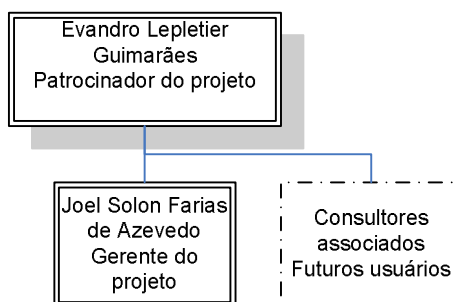 Evandro Lepletier
Guimarães
Patrocinador do projeto
Joel Solon Farias
de Azevedo
Gerente do
projeto
Consultores
associados
Futuros usuários